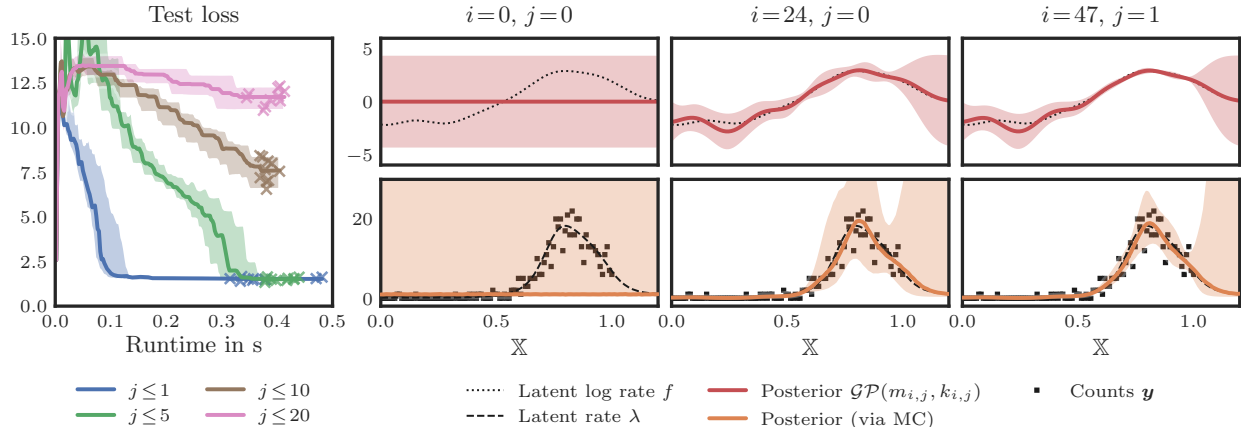 Test loss
i=0, j=0
i=24, j=0
i=47, j=1
15.0
12.5
10.0
7.5
5.0
2.5
0.0
0.0
0.1
0.2
0.3
0.4
0.5
Runtime in s
5
0
−5
20
0
0.0
0.5
1.0
𝕏
0.0
0.5
1.0
𝕏
0.0
0.5
1.0
𝕏
j≤1
j≤10
j≤5
j≤20
Latent log rate f
Latent rate λ
Posterior 𝒢𝒫(m_{i,j}, k_{i,j})
Posterior (via MC)
Counts y